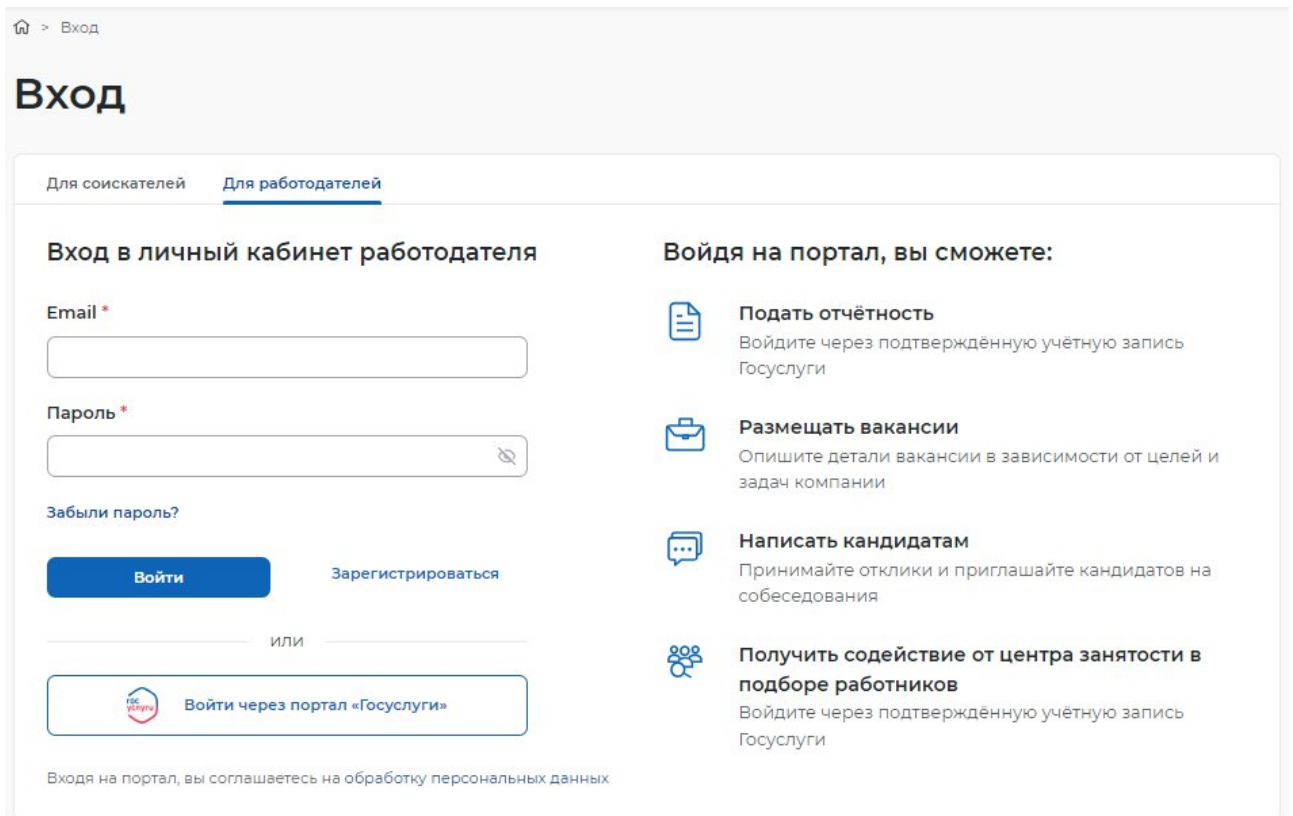 > Вход
Вход
Для соискателей Для работодателей
Вход в личный кабинет работодателя
Email *
Пароль *
Забыли пароль?
Войти Зарегистрироваться
или
гос услуги Войти через портал «Госуслуги»
Входя на портал, вы соглашаетесь на обработку персональных данных
Войдя на портал, вы сможете:
Подать отчётность
Войдите через подтверждённую учётную запись
Госуслуги
Размещать вакансии
Опишите детали вакансии в зависимости от целей и
задач компании
Написать кандидатам
Принимайте отклики и приглашайте кандидатов на
собеседования
Получить содействие от центра занятости в
подборе работников
Войдите через подтверждённую учётную запись
Госуслуги